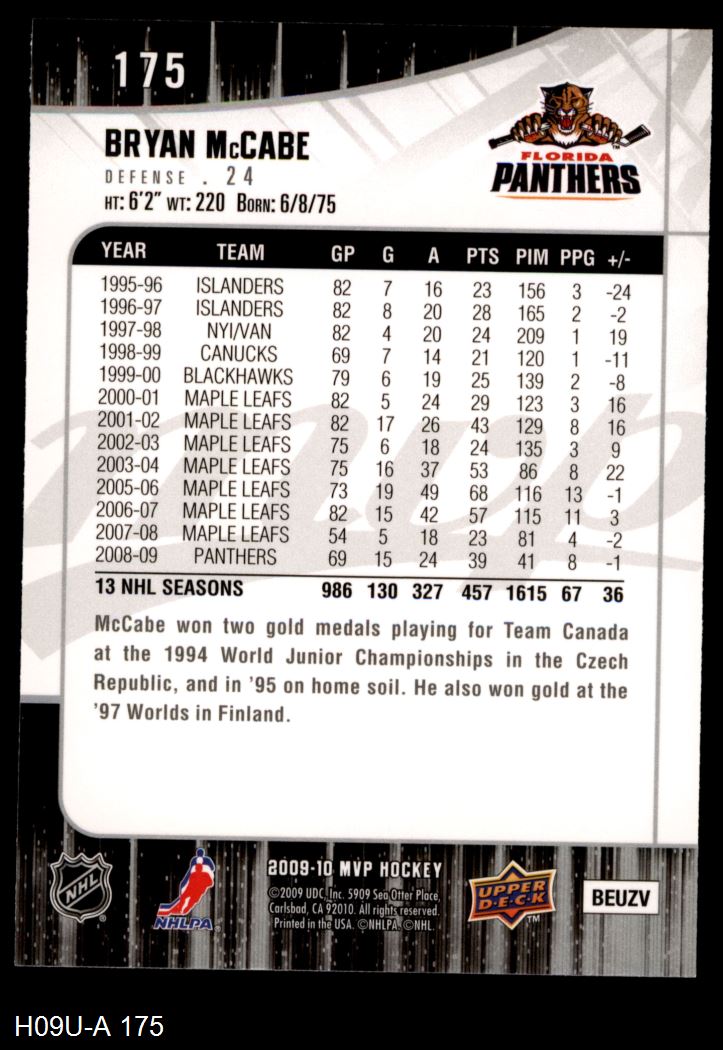 175
BRYAN McCABE
DEFENSE . 24
HT: 6'2" WT: 220 BORN: 6/8/75
FLORIDA
PANTHERS
YEAR TEAM GP G A PTS PIM PPG +/-
1995-96 ISLANDERS 82 7 16 23 156 3 -24
1996-97 ISLANDERS 82 8 20 28 165 2 -2
1997-98 NYI/VAN 82 4 20 24 209 1 19
1998-99 CANUCKS 69 7 14 21 120 1 -11
1999-00 BLACKHAWKS 79 6 19 25 139 2 -8
2000-01 MAPLE LEAFS 82 5 24 29 123 3 16
2001-02 MAPLE LEAFS 82 17 26 43 129 8 16
2002-03 MAPLE LEAFS 75 6 18 24 135 3 9
2003-04 MAPLE LEAFS 75 16 37 53 86 8 22
2005-06 MAPLE LEAFS 73 19 49 68 116 13 -1
2006-07 MAPLE LEAFS 82 15 42 57 115 11 3
2007-08 MAPLE LEAFS 54 5 18 23 81 4 -2
2008-09 PANTHERS 69 15 24 39 41 8 -1
13 NHL SEASONS 986 130 327 457 1615 67 36
mvp
McCabe won two gold medals playing for Team Canada
at the 1994 World Junior Championships in the Czech
Republic, and in '95 on home soil. He also won gold at the
'97 Worlds in Finland.
NHL
NHLPA
2009-10 MVP HOCKEY
©2009 UDC, Inc. 5909 Sea Otter Place,
Carlsbad, CA 92010. All rights reserved.
Printed in the USA. ©NHLPA. ©NHL.
UPPER
D·E·C·K
TM
BEUZV
H09U-A 175